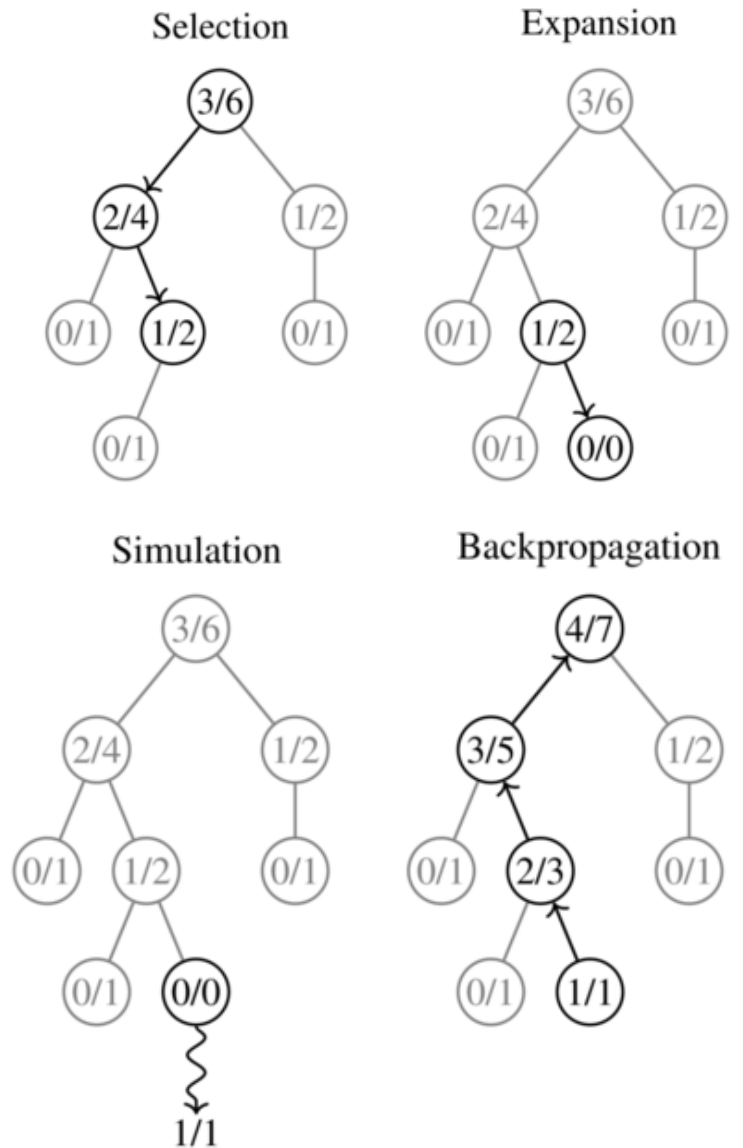 Selection
3/6
2/4 1/2
0/1 1/2 0/1
0/1
Expansion
3/6
2/4 1/2
0/1 1/2 0/1
0/1 0/0
Simulation
3/6
2/4 1/2
0/1 1/2 0/1
0/1 0/0
1/1
Backpropagation
4/7
3/5 1/2
0/1 2/3 0/1
0/1 1/1